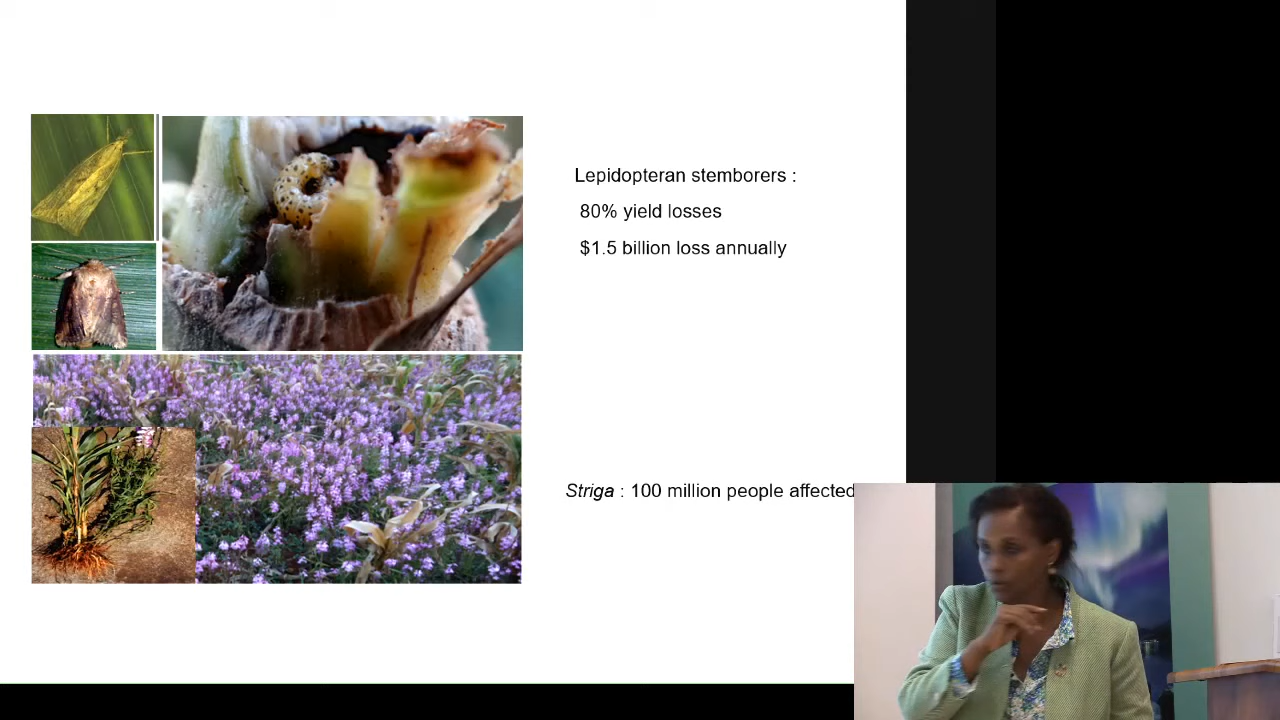 Lepidopteran stemborers :
80% yield losses
$1.5 billion loss annually
Striga : 100 million people affected